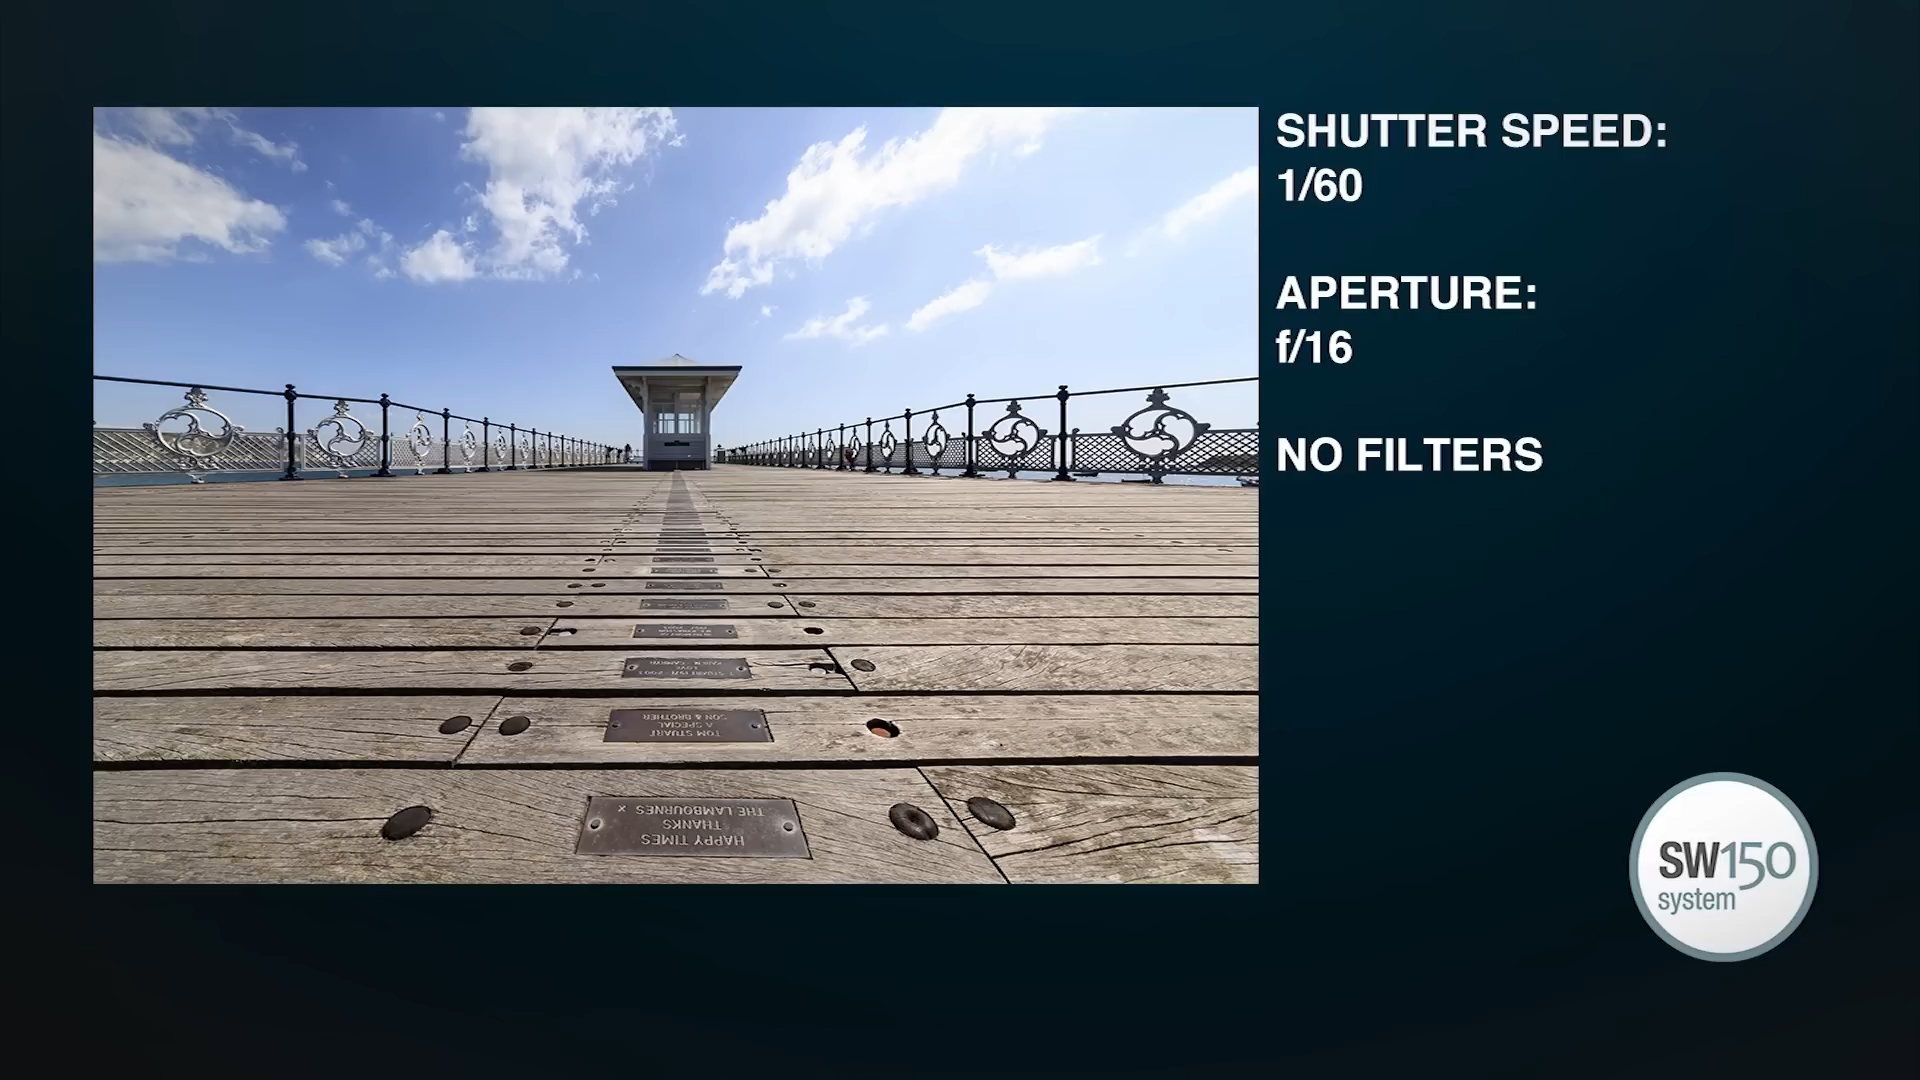 SHUTTER SPEED:
1/60
APERTURE:
f/16
NO FILTERS
HAPPY TIMES
THANKS
THE LAMBOURNES
x
TOM STUART
A SPECIAL
SON & BROTHER
SW150
system